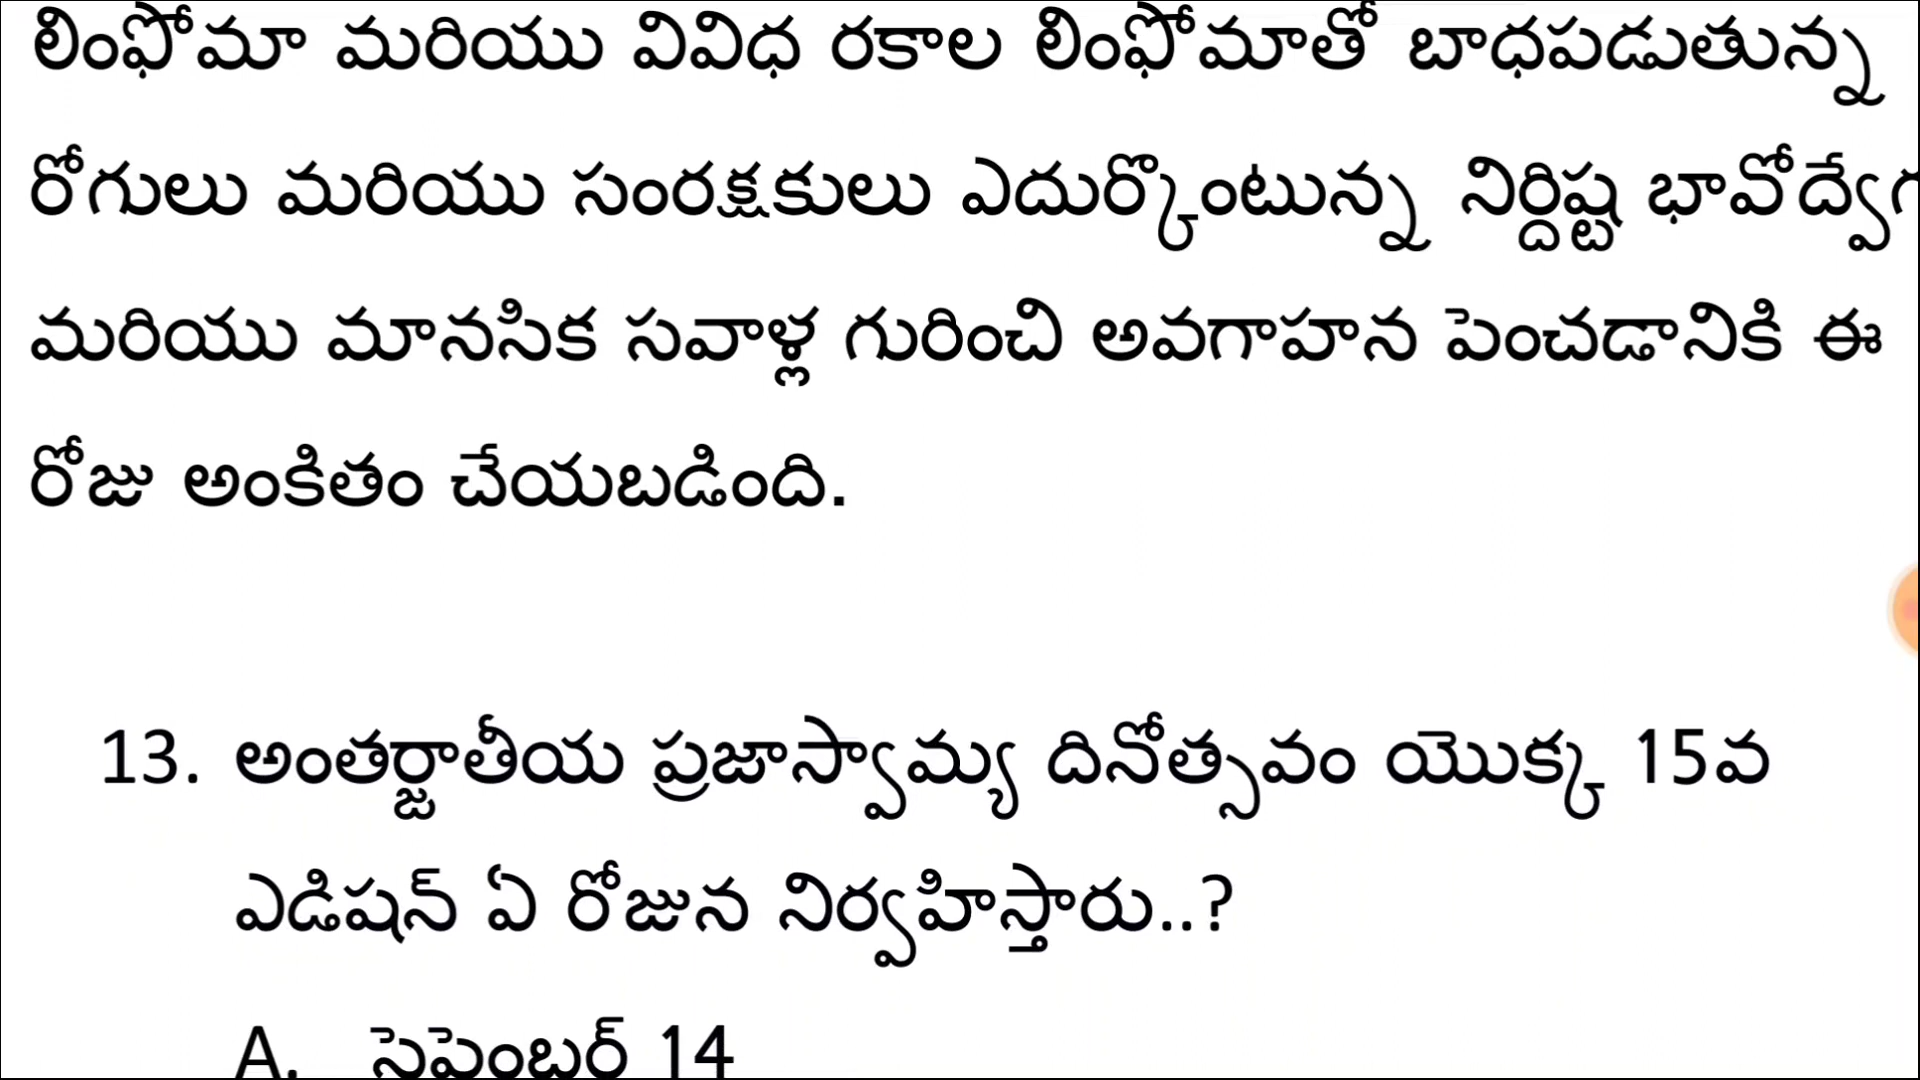 లింఫోమా మరియు వివిధ రకాల లింఫోమాతో బాధపడుతున్న
రోగులు మరియు సంరక్షకులు ఎదుర్కొంటున్న నిర్దిష్ట
మరియు మానసిక సవాళ్ల గురించి అవగాహన పెంచడానికి ఈ
రోజు అంకితం చేయబడింది.
13. అంతర్జాతీయ ప్రజాస్వామ్య దినోత్సవం యొక్క 15వ
ఎడిషన్ ఏ రోజున నిర్వహిస్తారు..?
A. సెప్టెంబర్ 14